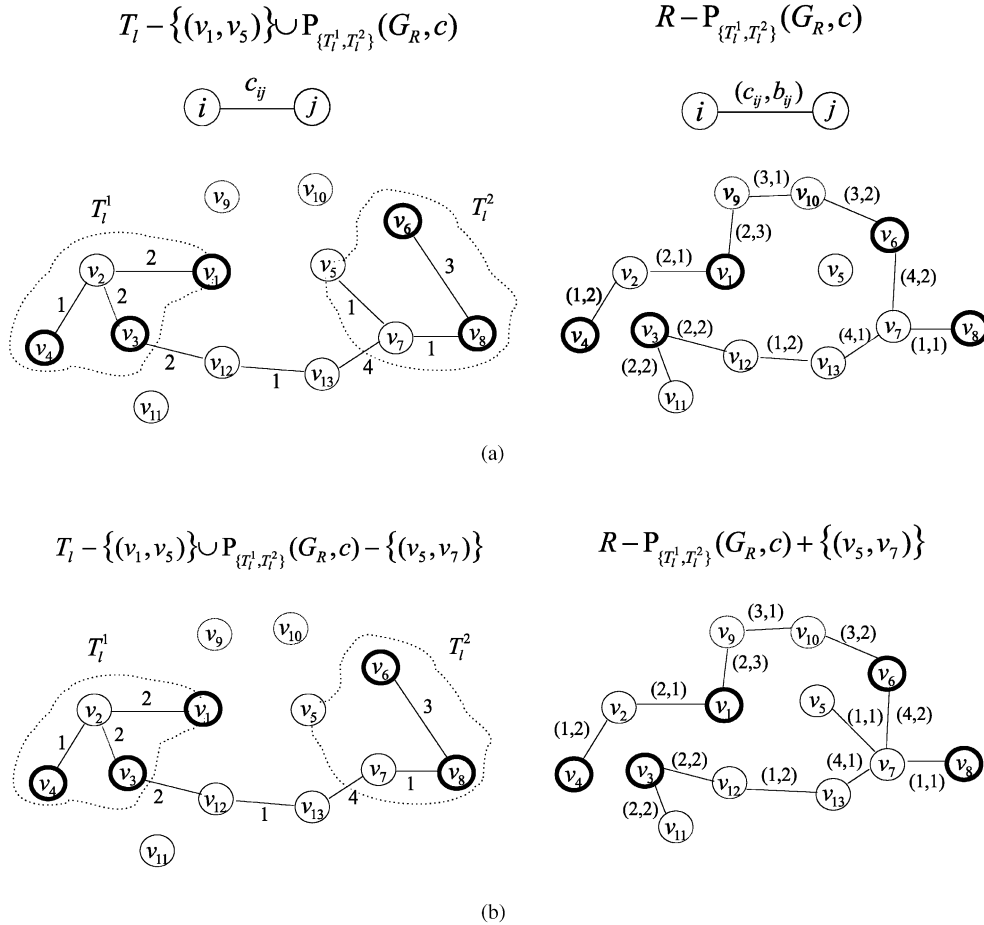 T_l − {(v_1, v_5)} ∪ P_{{T_l^1, T_l^2}}(G_R, c)
R − P_{{T_l^1, T_l^2}}(G_R, c)
i c_{ij} j
i (c_{ij}, b_{ij}) j
v_9 v_10
T_l^1 T_l^2
v_6
v_2 2 v_1 v_5 3
1 2 1
v_4 v_3 v_7 1 v_8
2 v_12 1 v_13 4
v_11
v_9 (3,1) v_10 (3,2)
(2,3) v_6
v_2 (2,1) v_1 v_5
(1,2) (4,2)
v_4 v_3 (2,2) (1,2) (4,1) v_7 (1,1) v_8
(2,2) v_12 v_13
v_11
(a)
T_l − {(v_1, v_5)} ∪ P_{{T_l^1, T_l^2}}(G_R, c) − {(v_5, v_7)}
R − P_{{T_l^1, T_l^2}}(G_R, c) + {(v_5, v_7)}
v_9 v_10
T_l^1 T_l^2
v_6
v_2 2 v_1 v_5 3
1 2
v_4 v_3 v_7 1 v_8
2 v_12 1 v_13 4
v_11
v_9 (3,1) v_10 (3,2)
(2,3) v_6
v_2 (2,1) v_1 v_5 (4,2)
(1,2) (1,1)
v_4 v_3 (2,2) (1,2) (4,1) v_7 (1,1) v_8
(2,2) v_12 v_13
v_11
(b)